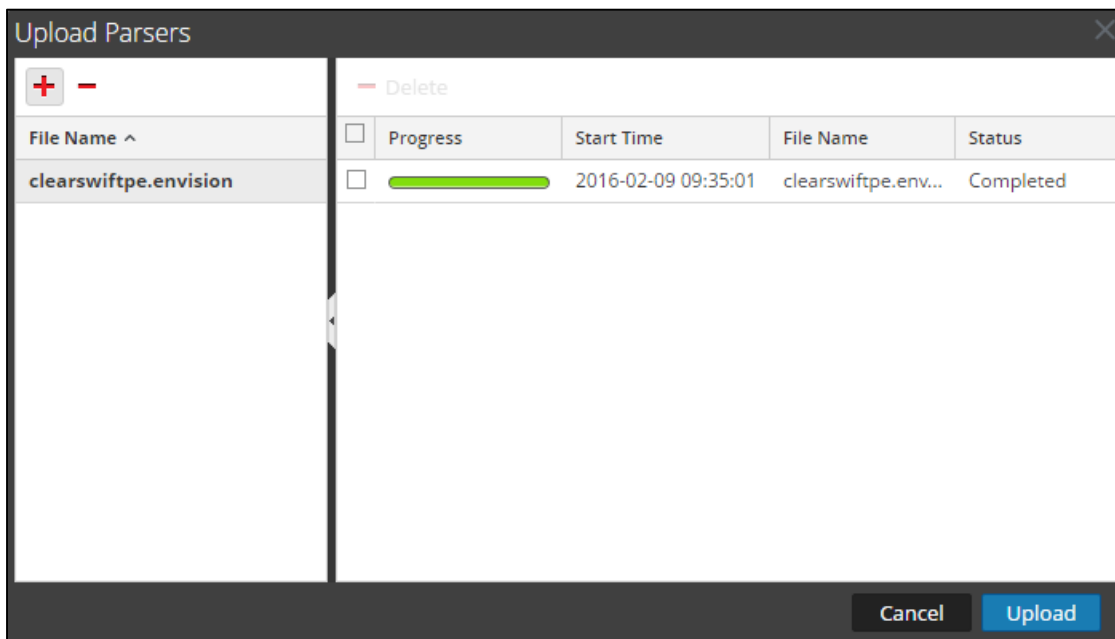 Upload Parsers
Delete
File Name Progress Start Time File Name Status
clearswiftpe.envision 2016-02-09 09:35:01 clearswiftpe.env... Completed
Cancel Upload